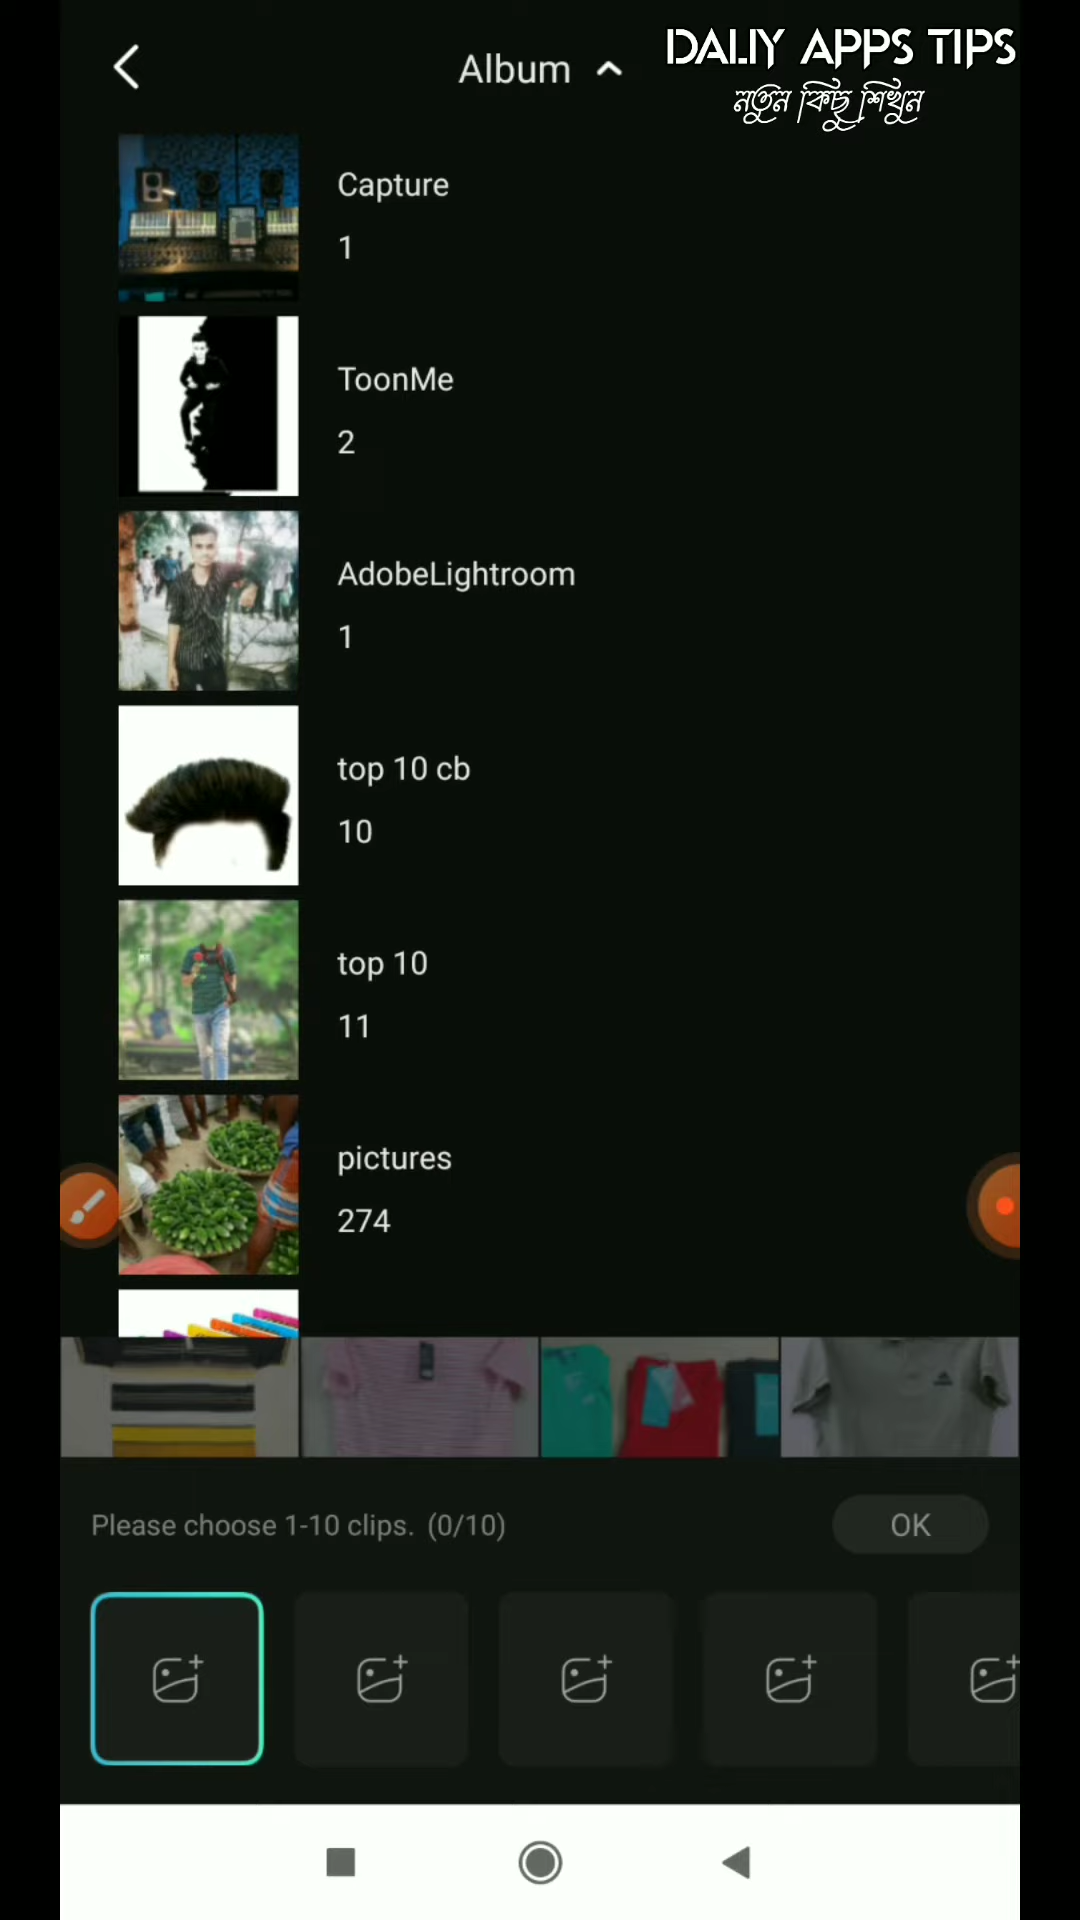 DALIY APPS TIPS
নতুন কিছু শিখুন
Album
Capture
1
ToonMe
2
AdobeLightroom
1
top 10 cb
10
top 10
11
pictures
274
Please choose 1-10 clips. (0/10)
OK